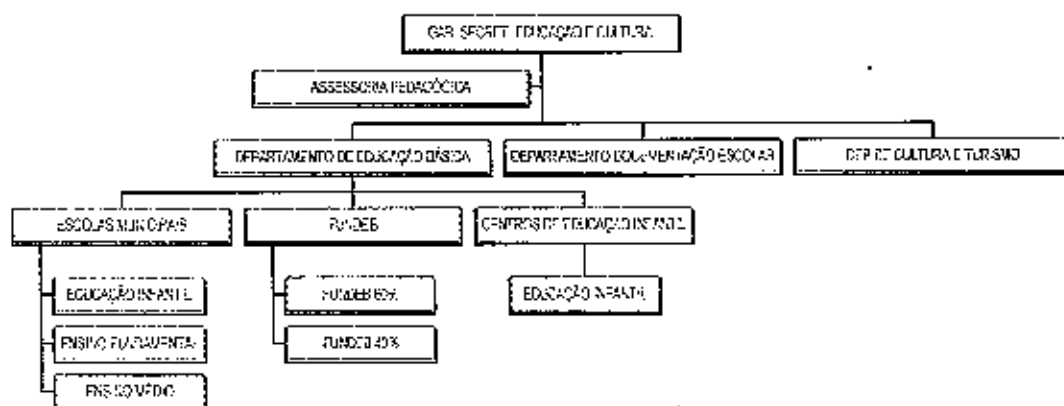 GAB. SECRET. EDUCAÇÃO E CULTURA
ASSESSORIA PEDAGÓGICA
DEPARTAMENTO DE EDUCAÇÃO BÁSICA
DEPARTAMENTO DOCUMENTAÇÃO ESCOLAR
DEP. DE CULTURA E TURISMO
ESCOLAS MUNICIPAIS
FUNDEB
CENTROS DE EDUCAÇÃO INFANTIL
EDUCAÇÃO INFANTIL
FUNDEB 60%
EDUCAÇÃO INFANTIL
ENSINO FUNDAMENTAL
FUNDEB 40%
ENSINO MÉDIO